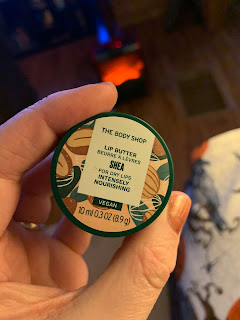 THE BODY SHOP
LIP BUTTER
BEURRE À LÈVRES
SHEA
FOR DRY LIPS
INTENSELY
NOURISHING
VEGAN
10 ml 0.3 OZ (8.9 g)